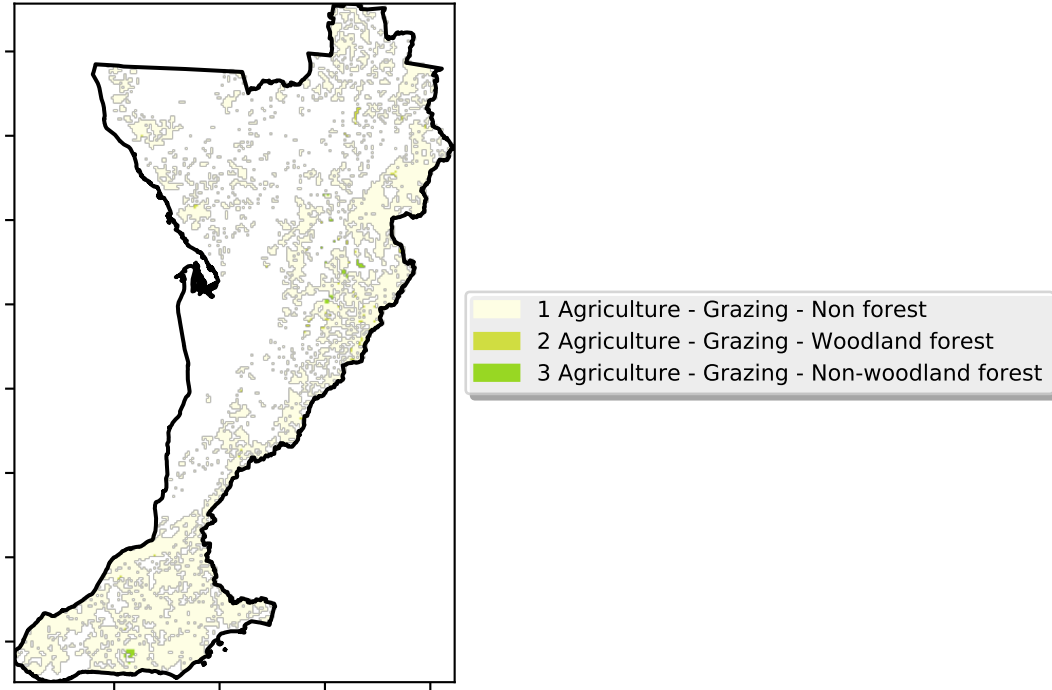 1 Agriculture - Grazing - Non forest
2 Agriculture - Grazing - Woodland forest
3 Agriculture - Grazing - Non-woodland forest